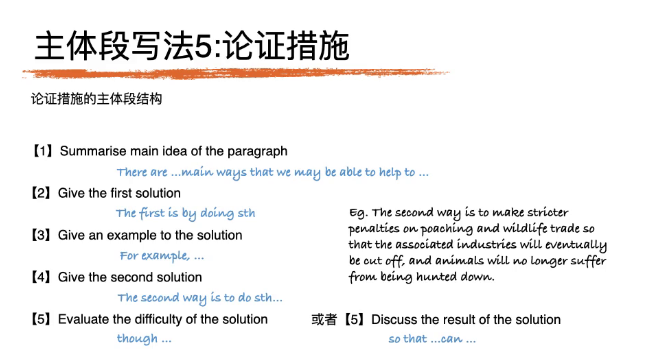 主体段写法5:论证措施
论证措施的主体段结构
【1】Summarise main idea of the paragraph
There are ...main ways that we may be able to help to ...
【2】Give the first solution
The first is by doing sth
【3】Give an example to the solution
For example, ...
【4】Give the second solution
The second way is to do sth...
【5】Evaluate the difficulty of the solution
though ...
Eg. The second way is to make stricter
penalties on poaching and wildlife trade so
that the associated industries will eventually
be cut off, and animals will no longer suffer
from being hunted down.
或者【5】Discuss the result of the solution
so that ...can ...